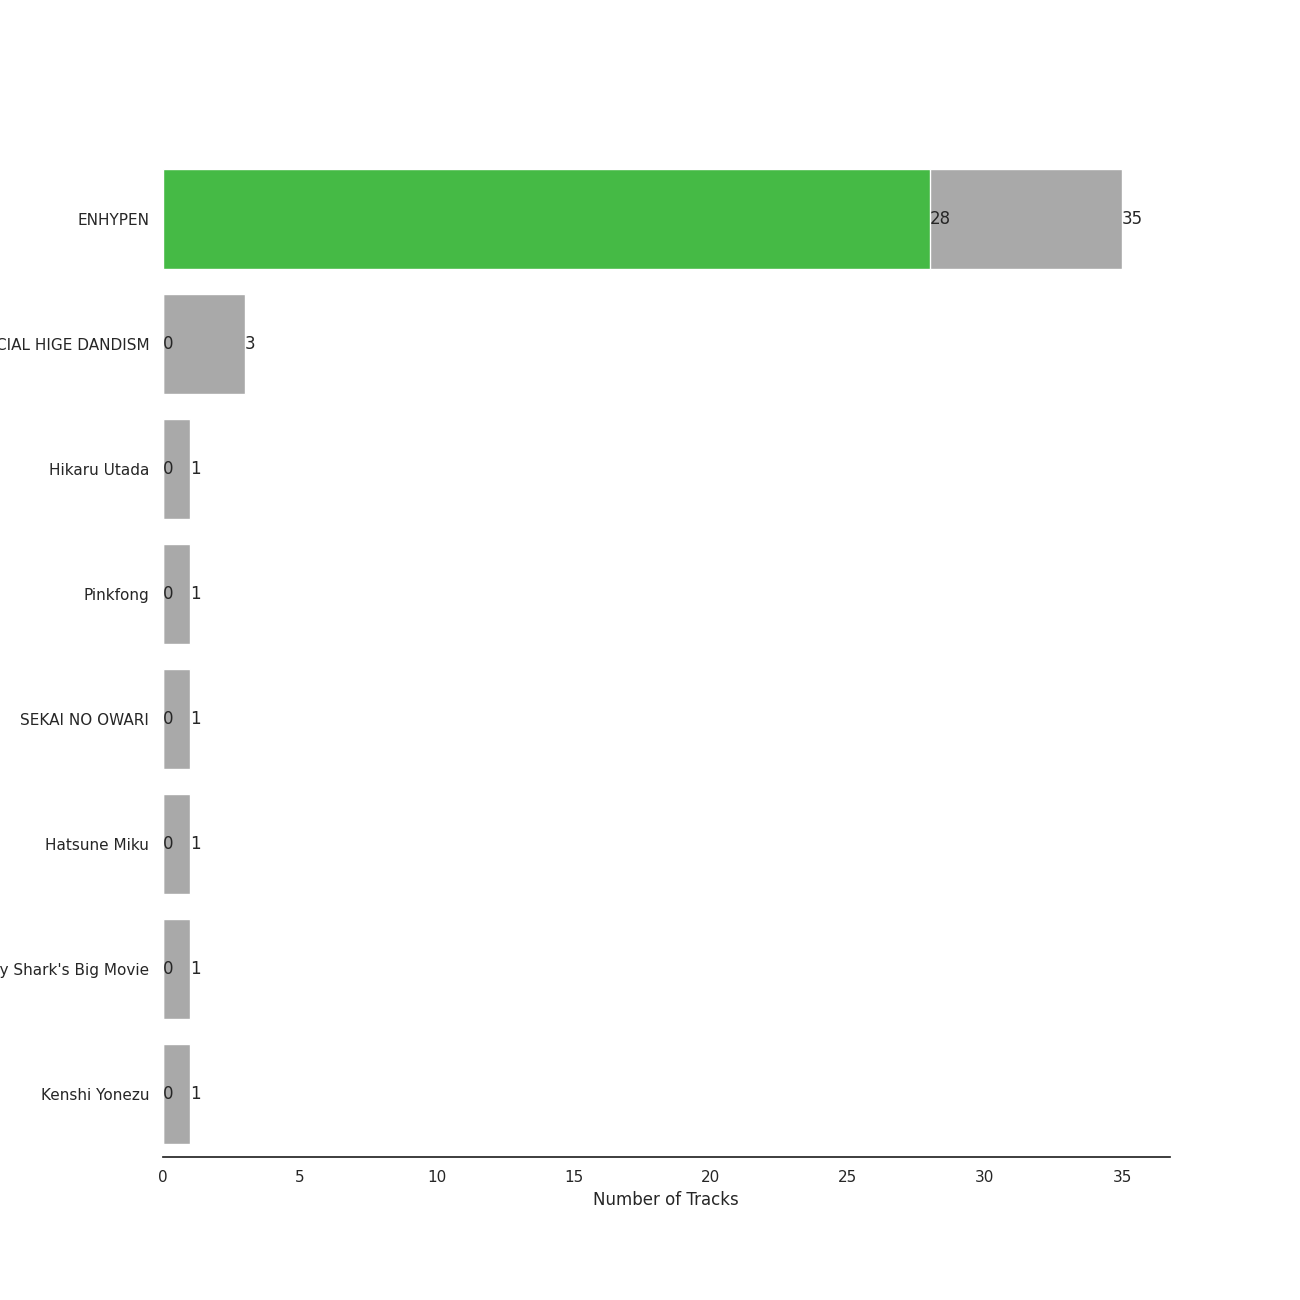 ENHYPEN 28 35
CIAL HIGE DANDISM 0 3
Hikaru Utada 0 1
Pinkfong 0 1
SEKAI NO OWARI 0 1
Hatsune Miku 0 1
y Shark's Big Movie 0 1
Kenshi Yonezu 0 1
0 5 10 15 20 25 30 35
Number of Tracks